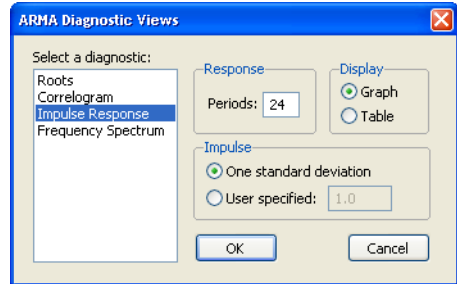 ARMA Diagnostic Views
Select a diagnostic:
Roots
Correlogram
Impulse Response
Frequency Spectrum
Response
Periods: 24
Display
Graph
Table
Impulse
One standard deviation
User specified: 1.0
OK
Cancel